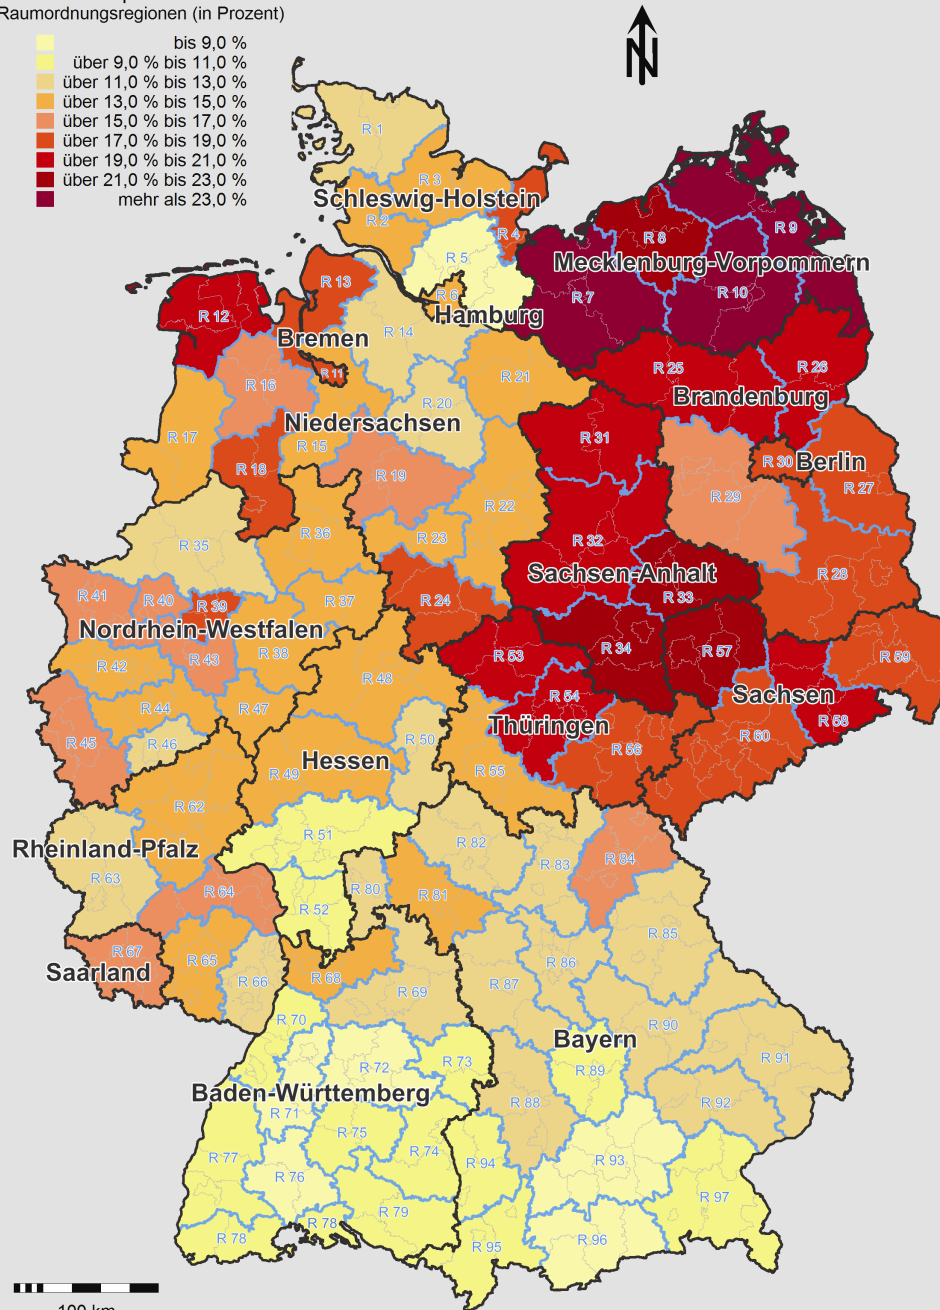 Raumordnungsregionen (in Prozent)
bis 9,0 %
über 9,0 % bis 11,0 %
über 11,0 % bis 13,0 %
über 13,0 % bis 15,0 %
über 15,0 % bis 17,0 %
über 17,0 % bis 19,0 %
über 19,0 % bis 21,0 %
über 21,0 % bis 23,0 %
mehr als 23,0 %
N
R 1
R 3
Schleswig-Holstein
R 2
R 4
R 8
R 9
R 5
Mecklenburg-Vorpommern
R 13
R 6
R 7
R 10
R 12
Hamburg
Bremen
R 14
R 11
R 16
R 21
R 25
R 26
R 20
Brandenburg
Niedersachsen
R 17
R 15
R 31
R 18
R 19
R 30
Berlin
R 29
R 27
R 22
R 36
R 23
R 35
R 32
Sachsen-Anhalt
R 28
R 41
R 40
R 39
R 37
R 24
R 33
Nordrhein-Westfalen
R 42
R 43
R 38
R 53
R 34
R 57
R 59
R 48
Sachsen
R 44
R 47
R 54
R 58
Thüringen
R 45
R 46
R 50
R 56
R 60
Hessen
R 49
R 55
R 62
R 51
Rheinland-Pfalz
R 82
R 83
R 84
R 63
R 64
R 80
R 81
R 52
R 67
R 85
Saarland
R 65
R 86
R 66
R 68
R 87
R 69
R 70
R 90
Bayern
R 72
R 73
R 89
R 91
Baden-Württemberg
R 71
R 88
R 92
R 75
R 74
R 77
R 94
R 93
R 76
R 97
R 79
R 78
R 78
R 95
R 96
100 km